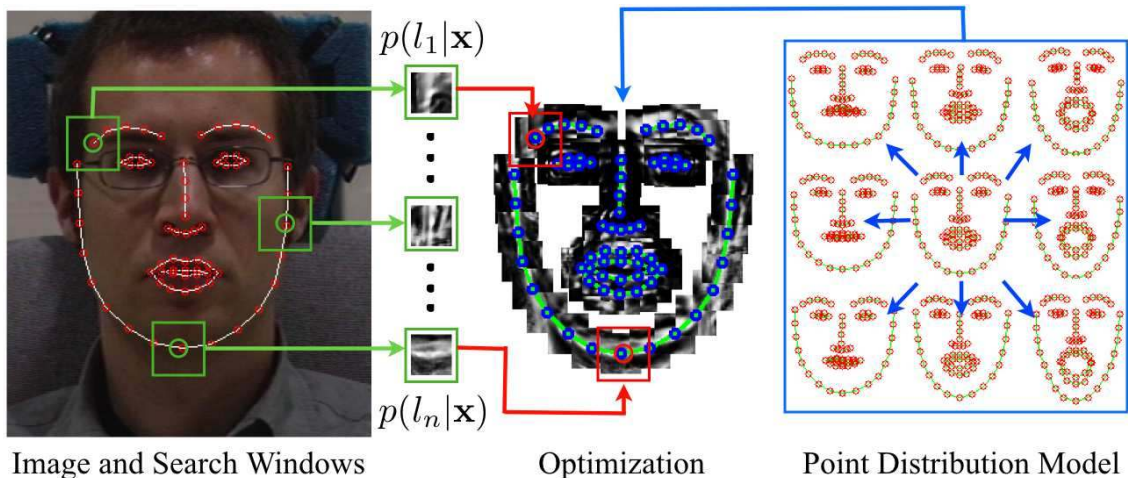 p(l₁|x)
p(lₙ|x)
Image and Search Windows
Optimization
Point Distribution Model